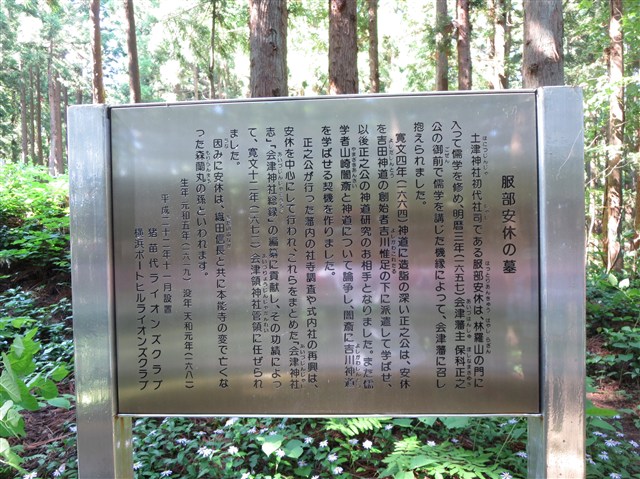 服部安休の墓
土津神社初代社司である服部安休は、林羅山の門に
入って儒学を修め、明暦三年(一六五七)会津藩主 保科正之
公の御前で儒学を講じた機縁によって、会津藩に召し
抱えられました。
寛文四年(一六六四)神道に造詣の深い正之公は、安休
を吉田神道の創始者吉川惟足の下に派遣して学ばせ、
以後正之公の神道研究のお相手となりました。また儒
学者山崎闇斎と神道について論争し、闇斎に吉川神道
を学ばせる契機を作りました。
正之公が行った藩内の社寺調査や式内社の再興は、
安休を中心にして行われ、これらをまとめた「会津神社
志」「会津神社総録」の編纂に貢献し、その功績によっ
て、寛文十二年(一六七二)会津領神社管領に任ぜられ
ました。
因みに安休は、織田信長と共に本能寺の変で亡くな
った森蘭丸の孫といわれます。
生年 元和五年(一六一九) 没年 天和元年(一六八一)
平成二十二年十一月設置
猪苗代ライオンズクラブ
横浜ポートヒルライオンズクラブ